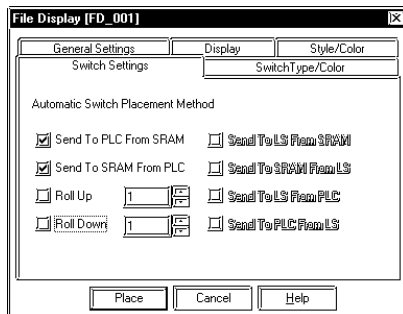 File Display [FD_001]
General Settings Display Style/Color
Switch Settings SwitchType/Color
Automatic Switch Placement Method
Send To PLC From SRAM Send To LS From SRAM
Send To SRAM From PLC Send To SRAM From LS
Roll Up 1 Send To LS From PLC
Roll Down 1 Send To PLC From LS
Place Cancel Help